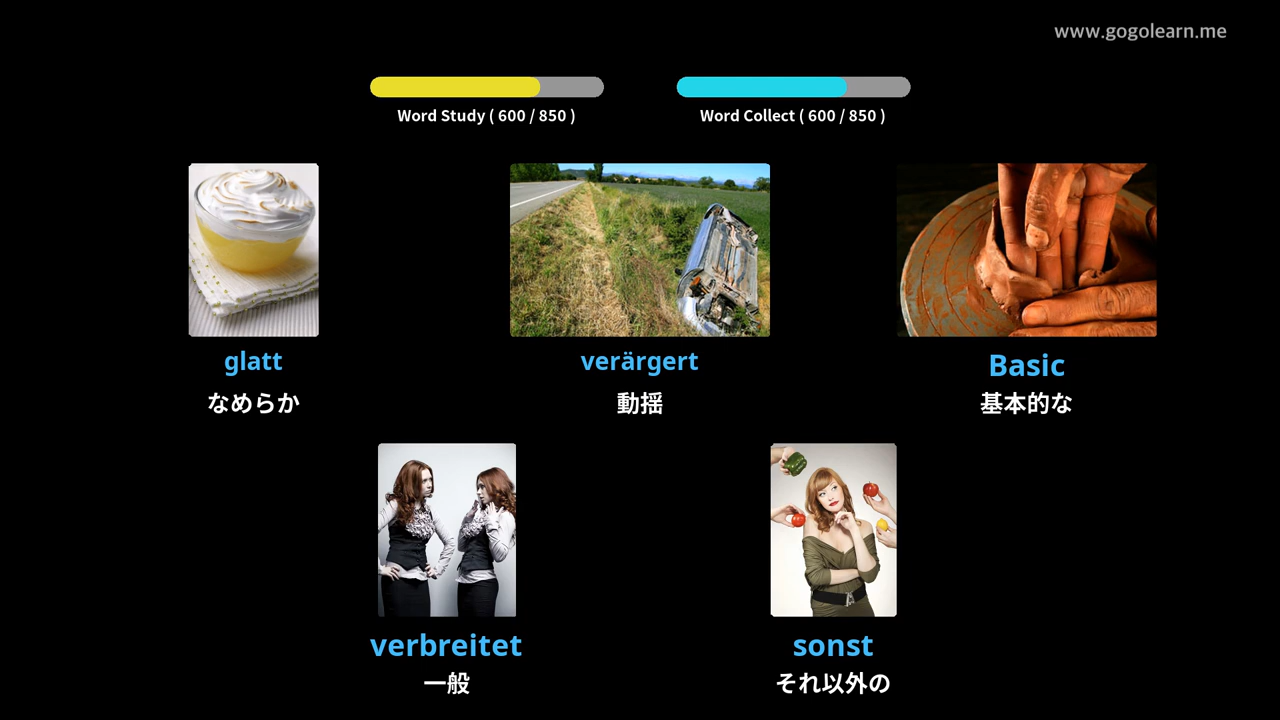 www.gogolearn.me
Word Study ( 600 / 850 )
Word Collect ( 600 / 850 )
glatt
なめらか
verärgert
動揺
Basic
基本的な
verbreitet
一般
sonst
それ以外の